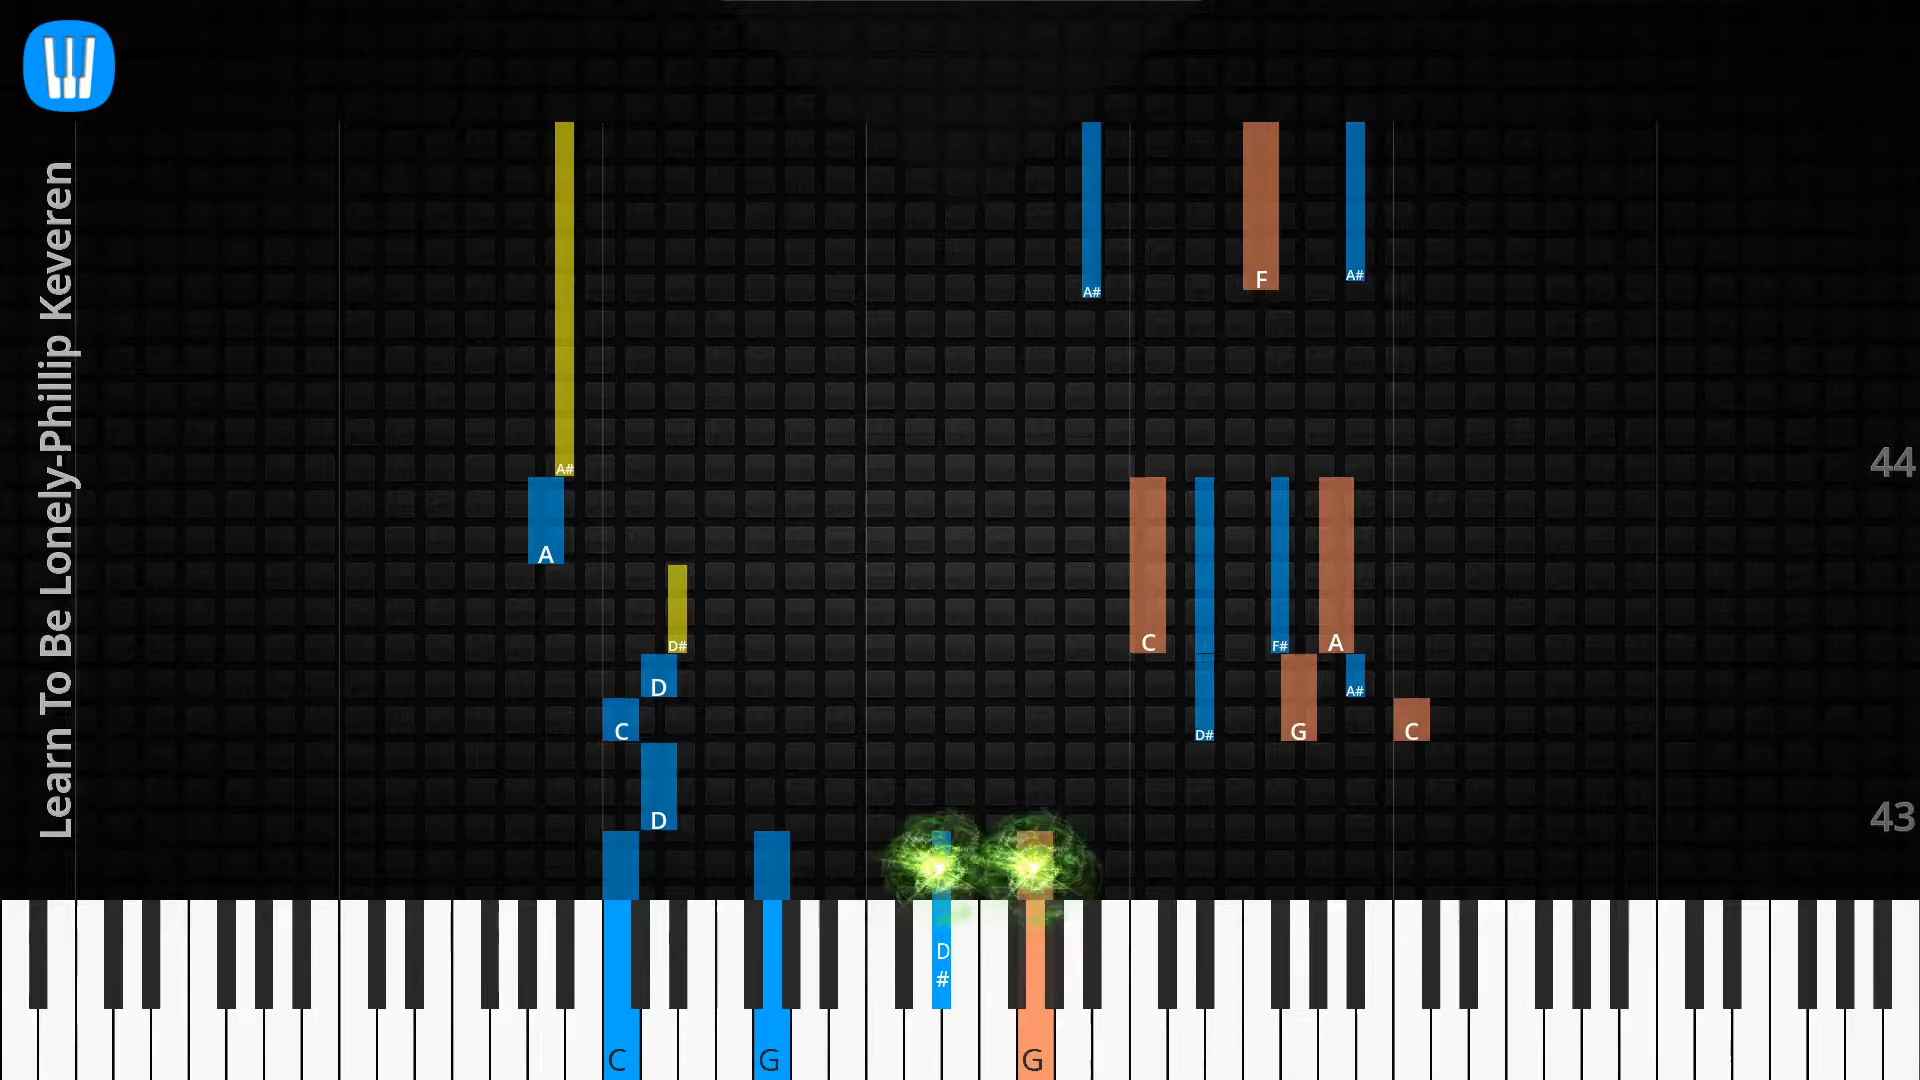 Learn To Be Lonely-Phillip Keveren
A#
F
A#
A#
44
A
D#
C
F#
A
D
A#
C
D#
G
C
D
43
D
#
C
G
G